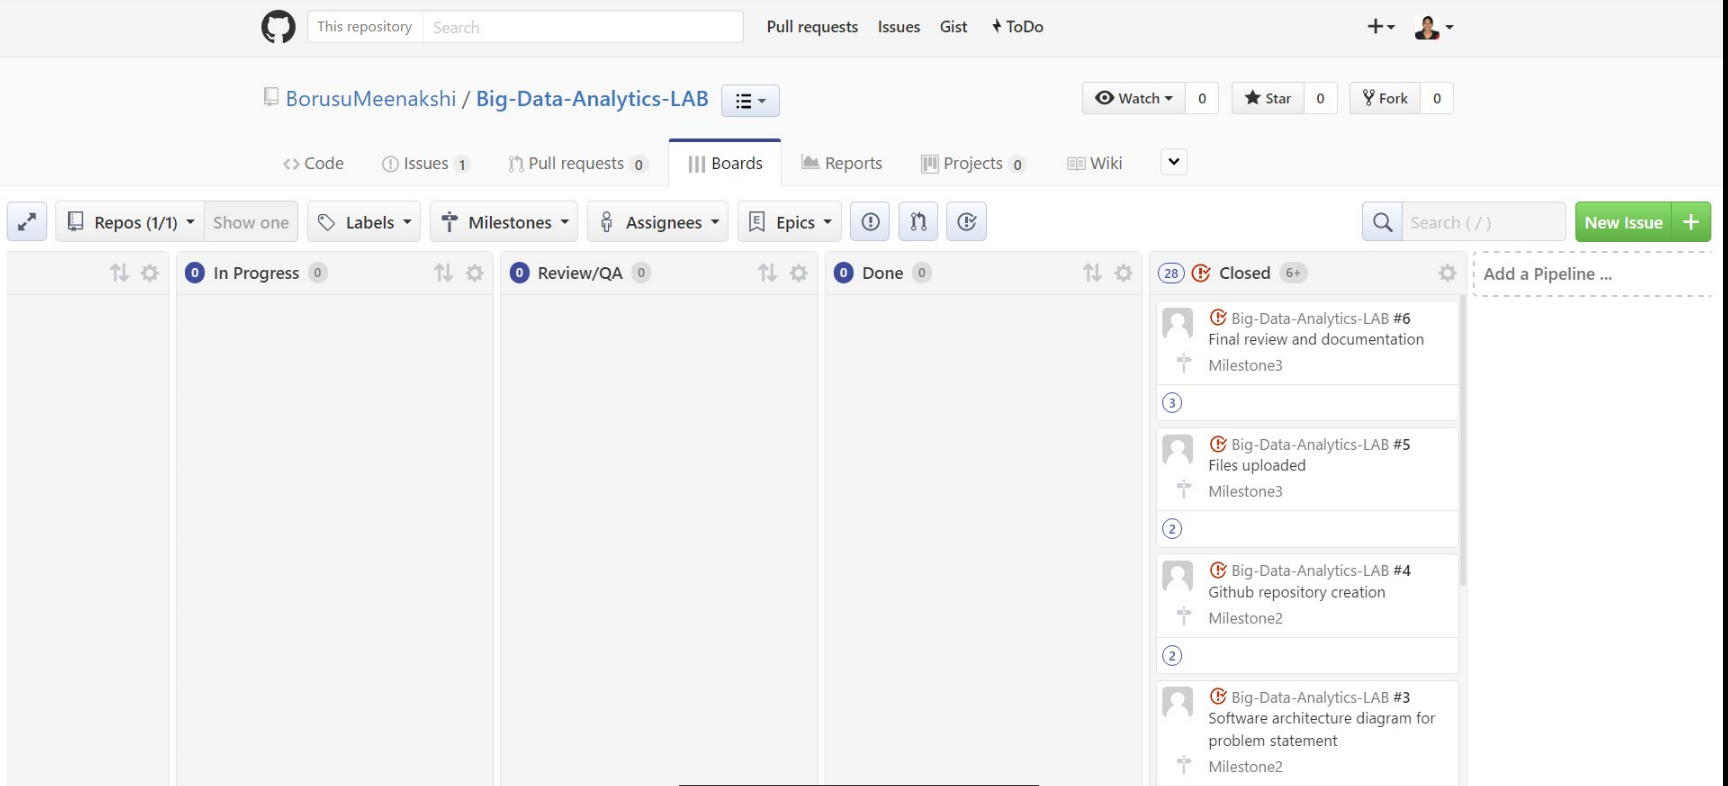 This repository Search Pull requests Issues Gist ToDo
BorusuMeenakshi / Big-Data-Analytics-LAB Watch 0 Star 0 Fork 0
Code Issues 1 Pull requests 0 Boards Reports Projects 0 Wiki
Repos (1/1) Show one Labels Milestones Assignees E Epics Search ( / ) New Issue +
0 In Progress 0 0 Review/QA 0 0 Done 0 28 Closed 6+ Add a Pipeline ...
Big-Data-Analytics-LAB #6
Final review and documentation
Milestone3
3
Big-Data-Analytics-LAB #5
Files uploaded
Milestone3
2
Big-Data-Analytics-LAB #4
Github repository creation
Milestone2
2
Big-Data-Analytics-LAB #3
Software architecture diagram for
problem statement
Milestone2